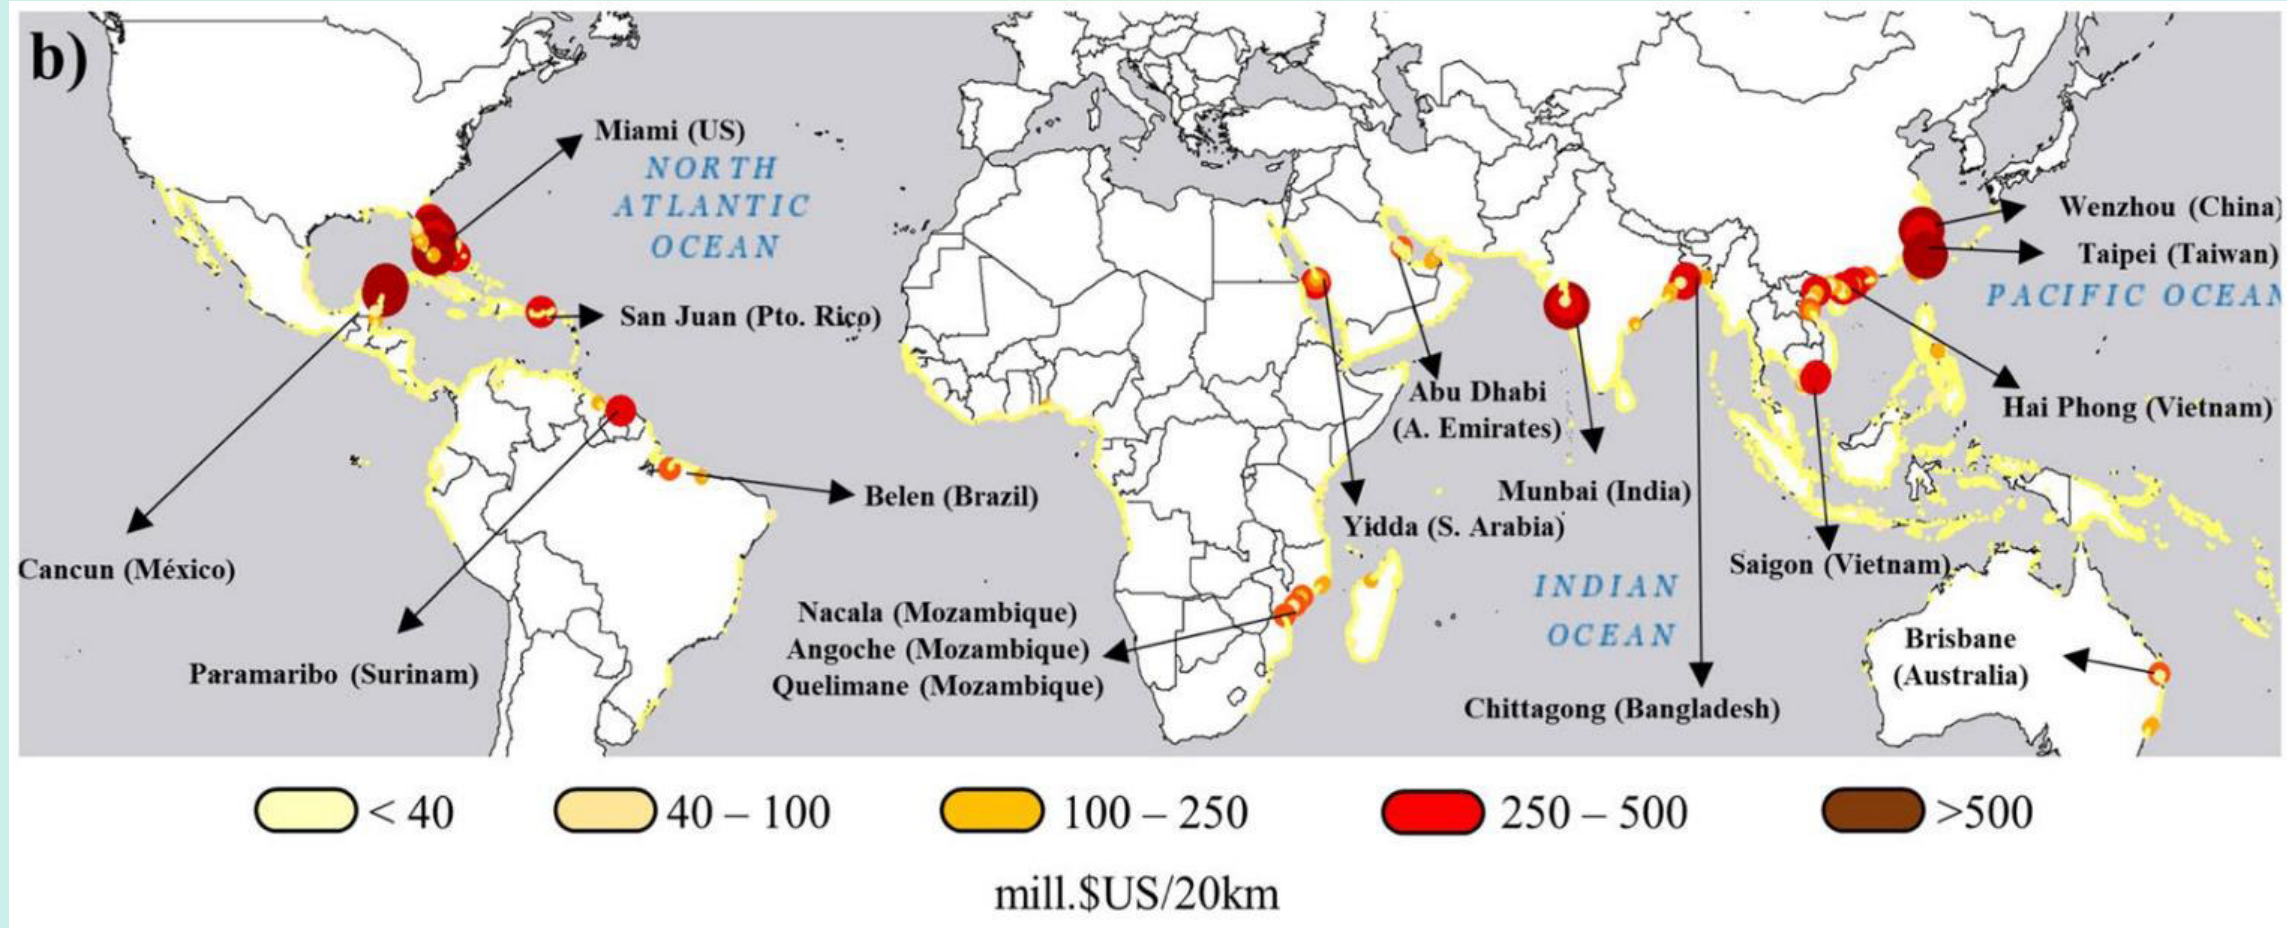 b)
Miami (US)
NORTH
ATLANTIC
OCEAN
San Juan (Pto. Rico)
Wenzhou (China)
Taipei (Taiwan)
PACIFIC OCEAN
Abu Dhabi
(A. Emirates)
Hai Phong (Vietnam)
Belen (Brazil)
Munbai (India)
Yidda (S. Arabia)
Cancun (México)
Saigon (Vietnam)
INDIAN
OCEAN
Nacala (Mozambique)
Angoche (Mozambique)
Quelimane (Mozambique)
Brisbane
(Australia)
Paramaribo (Surinam)
Chittagong (Bangladesh)
< 40
40 – 100
100 – 250
250 – 500
>500
mill.$US/20km